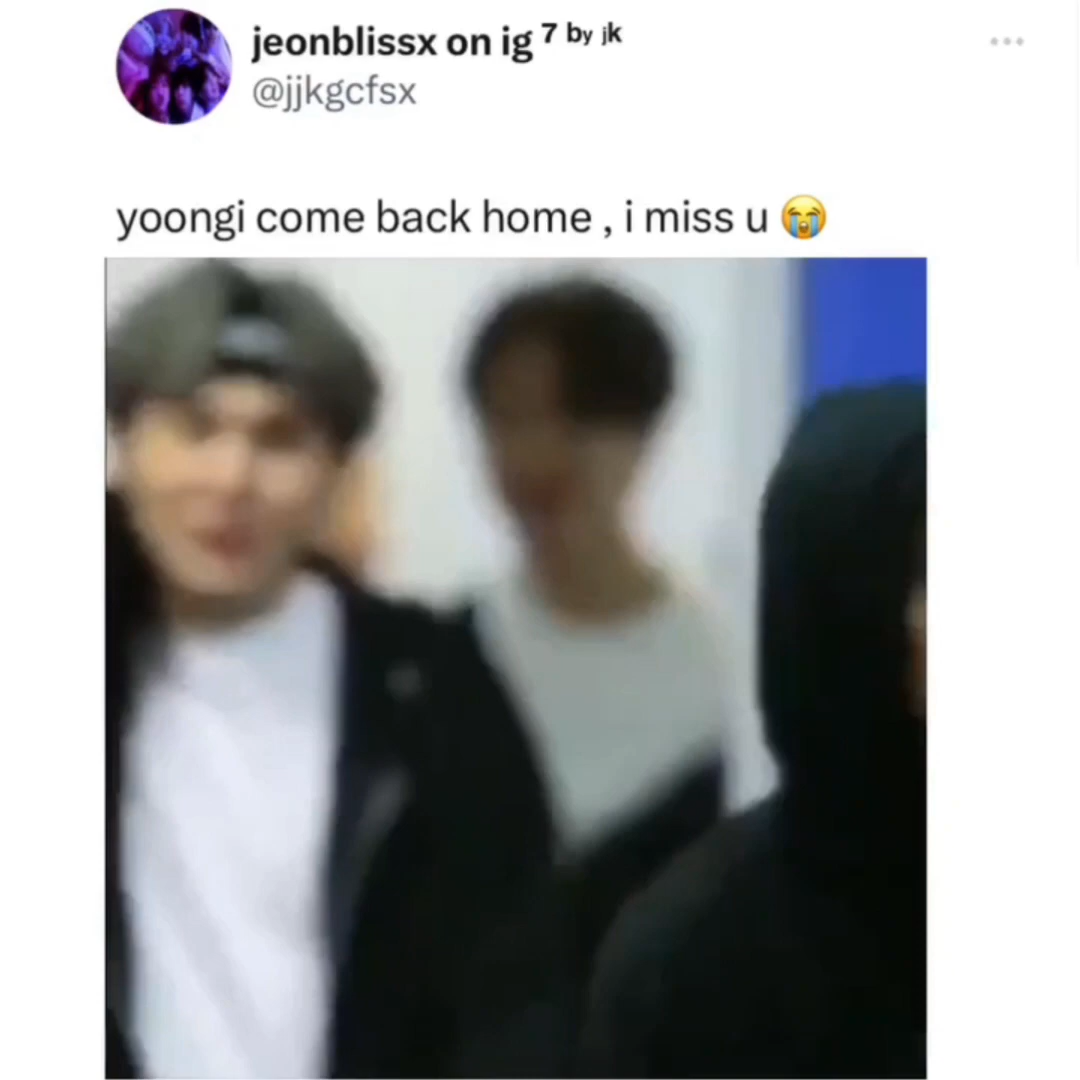 jeonblissx on ig ⁷ ᵇʸ ʲᵏ
@jjkgcfsx
yoongi come back home , i miss u 😭